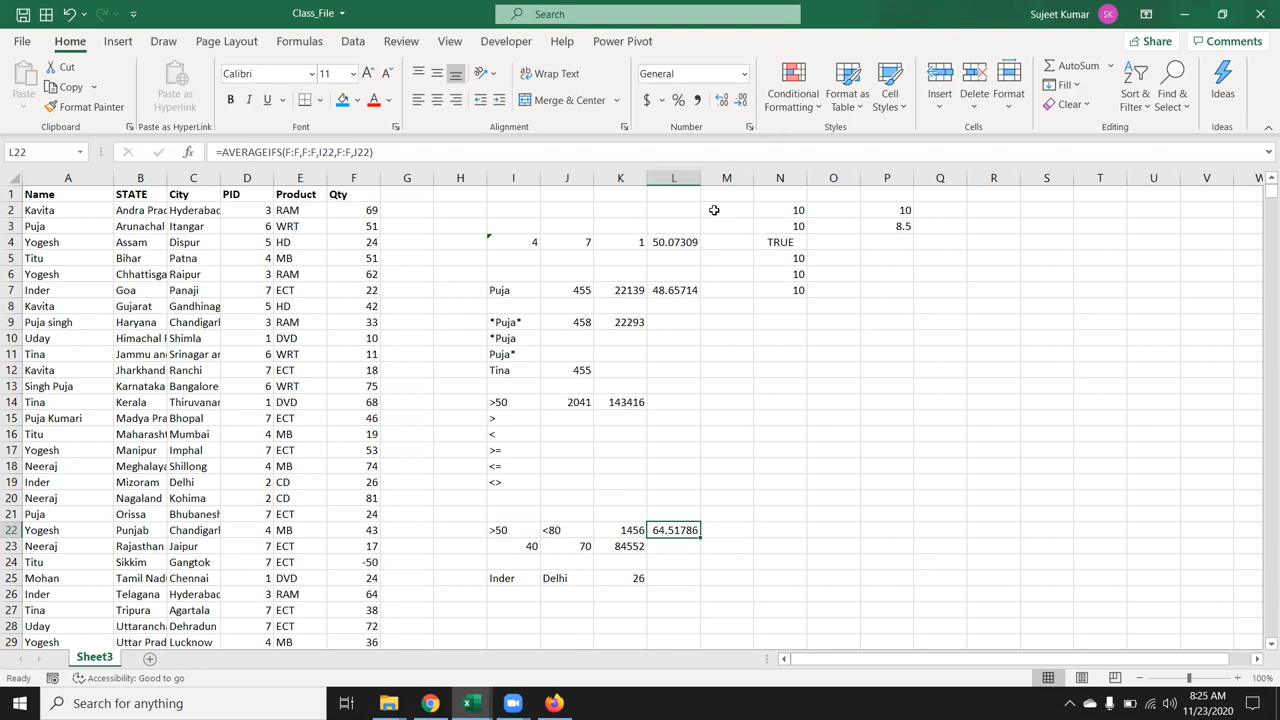 Class_File
Search
Sujeet Kumar SK
File Home Insert Draw Page Layout Formulas Data Review View Developer Help Power Pivot Share Comments
Paste Cut Copy Format Painter Paste as HyperLink
Calibri 11 Wrap Text General AutoSum
B I U Merge & Center Conditional Formatting Format as Table Cell Styles Insert Delete Format Fill Clear Sort & Filter Find & Select Ideas
Clipboard Paste as HyperLink Font Alignment Number Styles Cells Editing Ideas
L22 =AVERAGEIFS(F:F,F:F,I22,F:F,J22)
A B C D E F G H I J K L M N O P Q R S T U V W
1 Name STATE City PID Product Qty
2 Kavita Andra Prad Hyderabad 3 RAM 69 10 10
3 Puja Arunachal Itangar 6 WRT 51 10 8.5
4 Yogesh Assam Dispur 5 HD 24 4 7 1 50.07309 TRUE
5 Titu Bihar Patna 4 MB 51 10
6 Yogesh Chhattisga Raipur 3 RAM 62 10
7 Inder Goa Panaji 7 ECT 22 Puja 455 22139 48.65714 10
8 Kavita Gujarat Gandhinag 5 HD 42
9 Puja singh Haryana Chandigarh 3 RAM 33 *Puja* 458 22293
10 Uday Himachal P Shimla 1 DVD 10 *Puja
11 Tina Jammu and Srinagar an 6 WRT 11 Puja*
12 Kavita Jharkhand Ranchi 7 ECT 18 Tina 455
13 Singh Puja Karnataka Bangalore 6 WRT 75
14 Tina Kerala Thiruvanan 1 DVD 68 >50 2041 143416
15 Puja Kumari Madya Pra Bhopal 7 ECT 46 >
16 Titu Maharasht Mumbai 4 MB 19 <
17 Yogesh Manipur Imphal 7 ECT 53 >=
18 Neeraj Meghalaya Shillong 4 MB 74 <=
19 Inder Mizoram Delhi 2 CD 26 <>
20 Neeraj Nagaland Kohima 2 CD 81
21 Puja Orissa Bhubanesh 7 ECT 24
22 Yogesh Punjab Chandigarh 4 MB 43 >50 <80 1456 64.51786
23 Neeraj Rajasthan Jaipur 7 ECT 17 40 70 84552
24 Titu Sikkim Gangtok 7 ECT -50
25 Mohan Tamil Nadu Chennai 1 DVD 24 Inder Delhi 26
26 Inder Telagana Hyderabad 3 RAM 64
27 Tina Tripura Agartala 7 ECT 38
28 Uday Uttaranch Dehradun 7 ECT 72
29 Yogesh Uttar Prad Lucknow 4 MB 36
Sheet3
Ready Accessibility: Good to go 100%
Type here to search
8:25 AM
11/23/2020